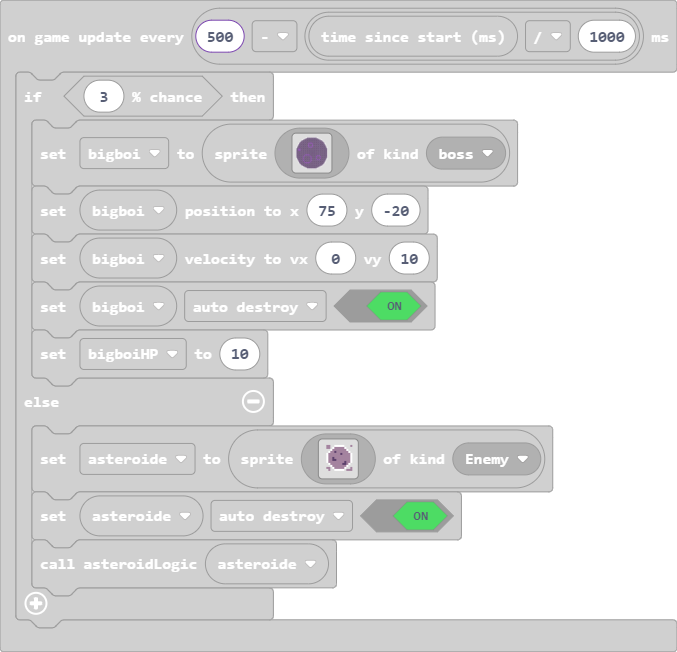 on game update every 500 - time since start (ms) / 1000 ms
if 3 % chance then
set bigboi to sprite of kind boss
set bigboi position to x 75 y -20
set bigboi velocity to vx 0 vy 10
set bigboi auto destroy ON
set bigboiHP to 10
else
set asteroide to sprite of kind Enemy
set asteroide auto destroy ON
call asteroidLogic asteroide